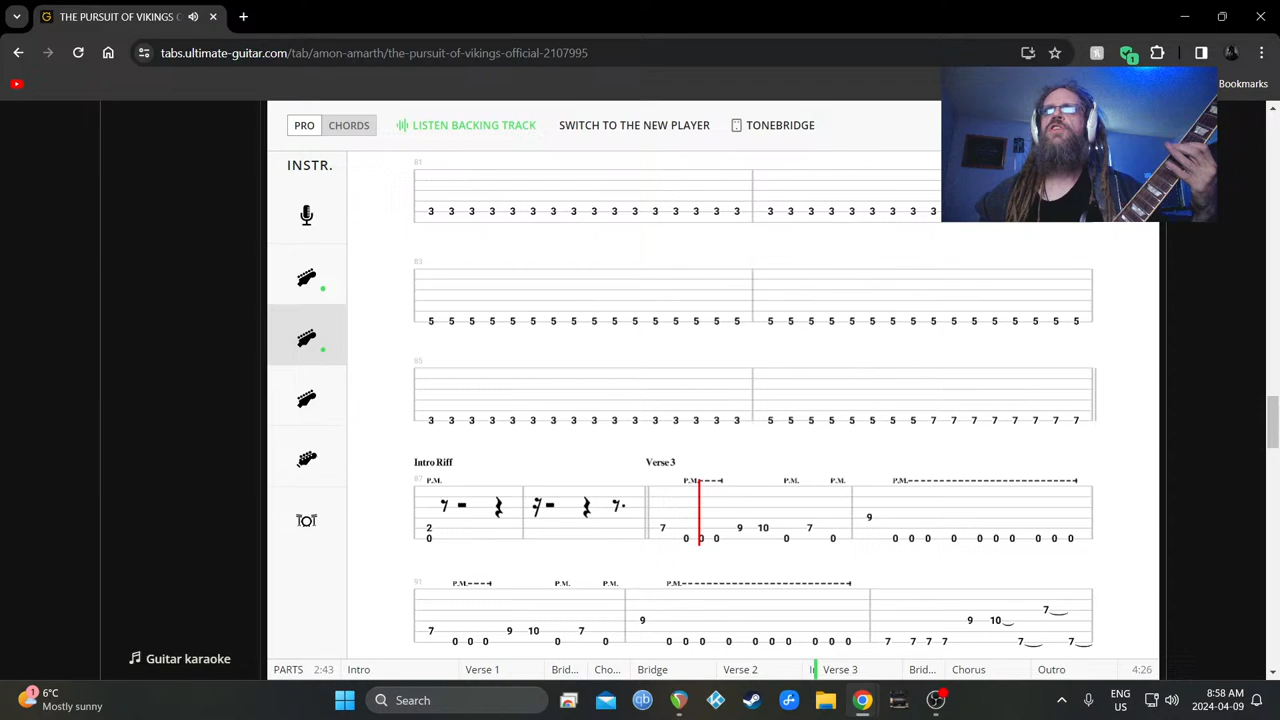 THE PURSUIT OF VIKINGS
tabs.ultimate-guitar.com/tab/amon-amarth/the-pursuit-of-vikings-official-2107995
1
Bookmarks
PRO CHORDS LISTEN BACKING TRACK SWITCH TO THE NEW PLAYER TONEBRIDGE
INSTR.
81
3 3 3 3 3 3 3 3 3 3 3 3 3 3 3 3 3 3 3 3 3 3 3 3 3
83
5 5 5 5 5 5 5 5 5 5 5 5 5 5 5 5 5 5 5 5 5 5 5 5 5 5 5 5 5 5 5 5
85
3 3 3 3 3 3 3 3 3 3 3 3 3 3 3 3 5 5 5 5 5 5 5 5 7 7 7 7 7 7 7 7
Intro Riff Verse 3
87 P.M. P.M. P.M. P.M. P.M.
9
2 7 9 10 7
0 0 0 0 0 0 0 0 0 0 0 0 0 0 0 0
91 P.M. P.M. P.M. P.M.
7
9 9 10
7 9 10 7
0 0 0 0 0 0 0 0 0 0 0 0 0 0 7 7 7 7 7 7
Guitar karaoke
PARTS 2:43 Intro Verse 1 Brid... Cho... Bridge Verse 2 Verse 3 Brid... Chorus Outro 4:26
1 6°C
Mostly sunny
Search
qb
ENG
US
8:58 AM
2024-04-09